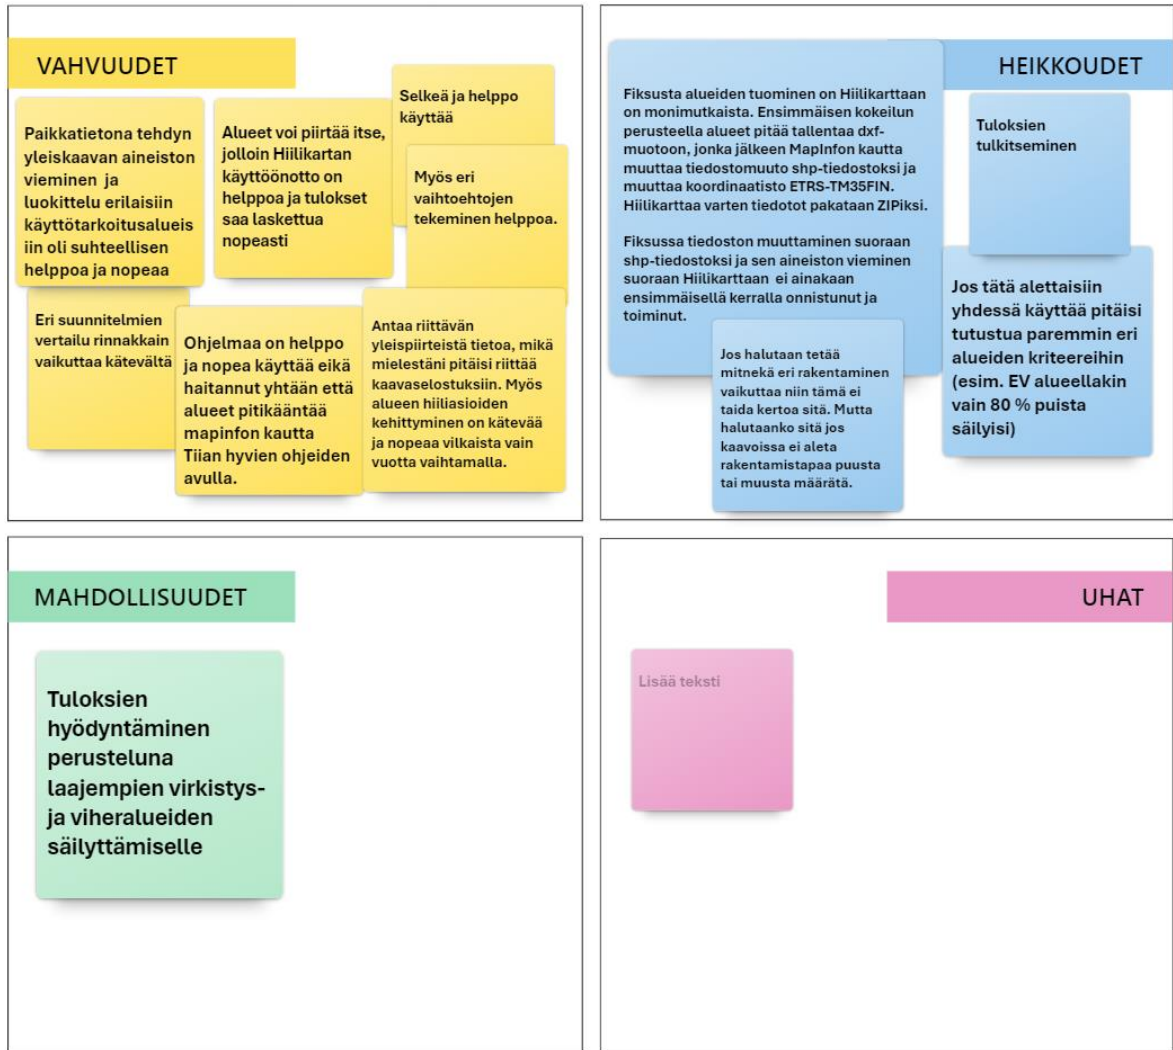 VAHVUUDET
Paikkatietona tehdyn
yleiskaavan aineiston
vieminen ja
luokittelu erilaisiin
käyttötarkoitusalueis
iin oli suhteellisen
helppoa ja nopeaa
Alueet voi piirtää itse,
jolloin Hiilikartan
käyttöönotto on
helppoa ja tulokset
saa laskettua
nopeasti
Selkeä ja helppo
käyttää
Myös eri
vaihtoehtojen
tekeminen helppoa.
Eri suunnitelmien
vertailu rinnakkain
vaikuttaa kätevältä
Ohjelmaa on helppo
ja nopea käyttää eikä
haitannut yhtään että
alueet pitikääntää
mapinfon kautta
Tiian hyvien ohjeiden
avulla.
Antaa riittävän
yleispiirteistä tietoa, mikä
mielestäni pitäisi riittää
kaavaselostuksiin. Myös
alueen hiiliasioiden
kehittyminen on kätevää
ja nopeaa vilkaista vain
vuotta vaihtamalla.
HEIKKOUDET
Fiksusta alueiden tuominen on Hiilikarttaan
on monimutkaista. Ensimmäisen kokeilun
perusteella alueet pitää tallentaa dxf-
muotoon, jonka jälkeen MapInfon kautta
muuttaa tiedostomuuto shp-tiedostoksi ja
muuttaa koordinaatisto ETRS-TM35FIN.
Hiilikarttaa varten tiedotot pakataan ZIPiksi.
Fiksussa tiedoston muuttaminen suoraan
shp-tiedostoksi ja sen aineiston vieminen
suoraan Hiilikarttaan ei ainakaan
ensimmäisellä kerralla onnistunut ja
toiminut.
Tuloksien
tulkitseminen
Jos tätä alettaisiin
yhdessä käyttää pitäisi
tutustua paremmin eri
alueiden kriteereihin
(esim. EV alueellakin
vain 80 % puista
säilyisi)
Jos halutaan tetää
mitnekä eri rakentaminen
vaikuttaa niin tämä ei
taida kertoa sitä. Mutta
halutaanko sitä jos
kaavoissa ei aleta
rakentamistapaa puusta
tai muusta määrätä.
MAHDOLLISUUDET
Tuloksien
hyödyntäminen
perusteluna
laajempien virkistys-
ja viheralueiden
säilyttämiselle
UHAT
Lisää teksti